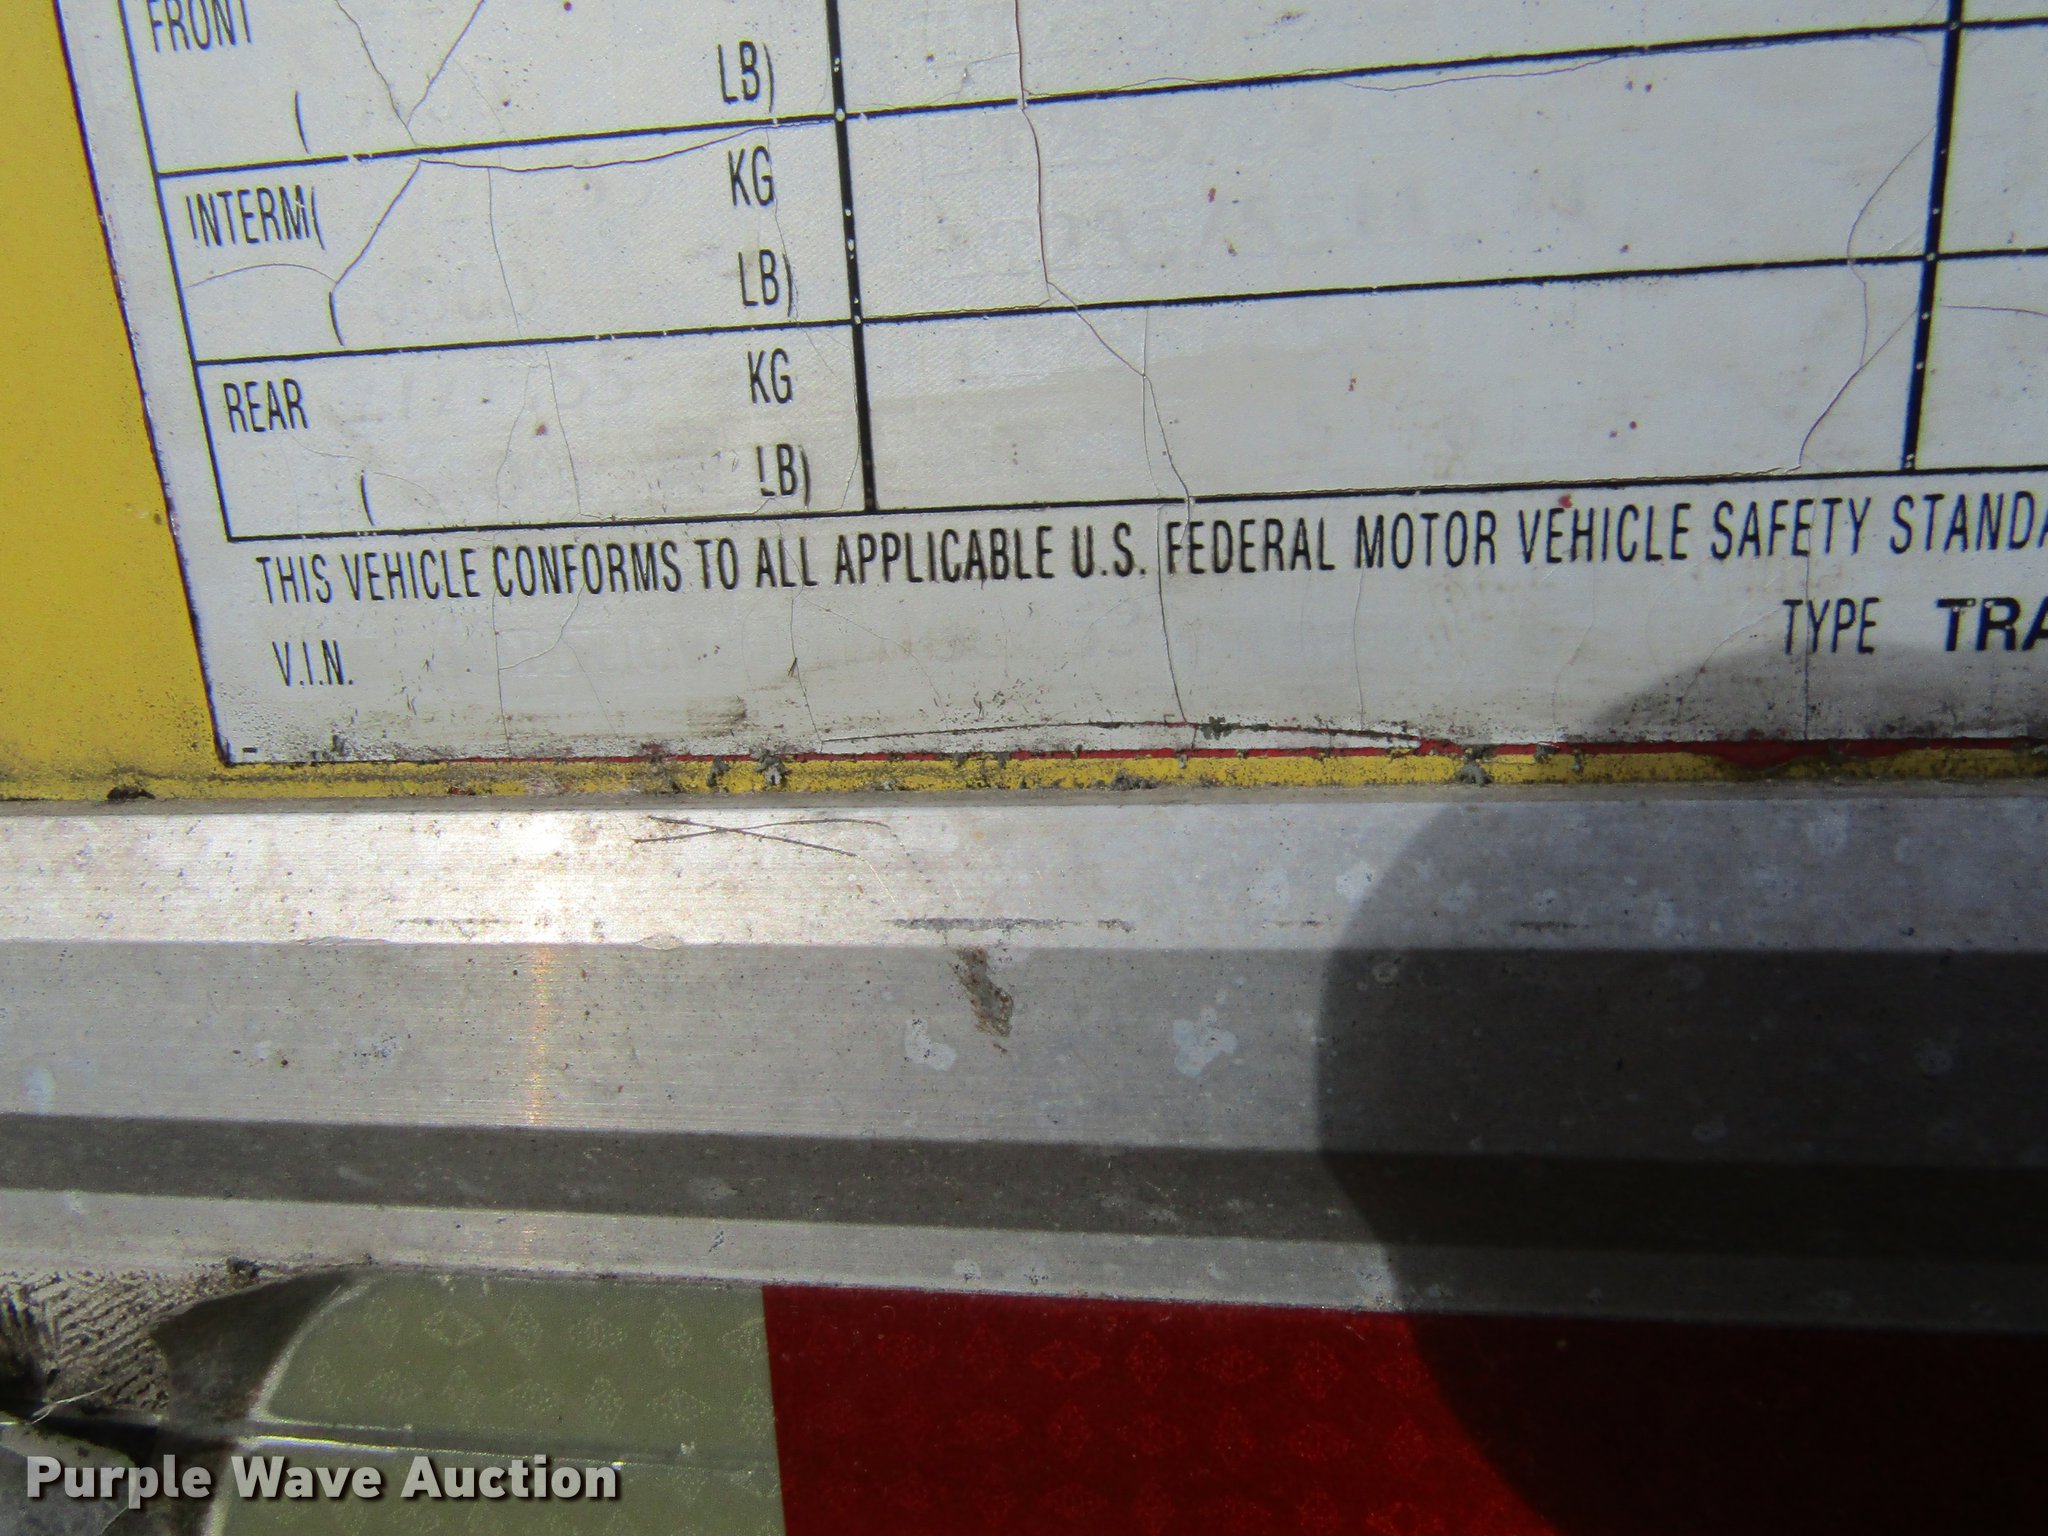 FRONT
( LB)
INTERM( KG
( LB)
REAR KG
( LB)
THIS VEHICLE CONFORMS TO ALL APPLICABLE U.S. FEDERAL MOTOR VEHICLE SAFETY STANDA
TYPE TRA
V.I.N.
Purple Wave Auction